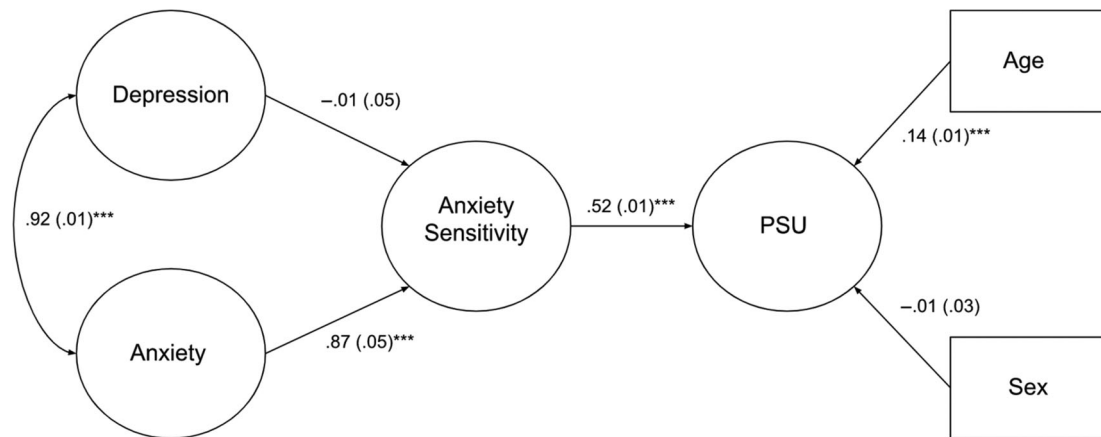 Depression
–.01 (.05)
.92 (.01)***
Anxiety
.87 (.05)***
Anxiety
Sensitivity
.52 (.01)***
PSU
Age
.14 (.01)***
–.01 (.03)
Sex